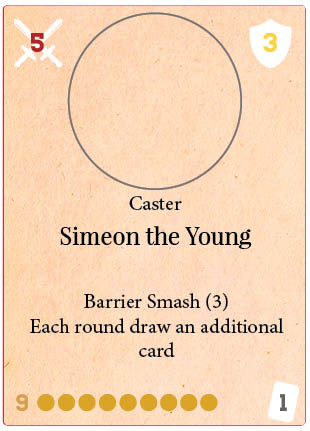 5
3
Caster
Simeon the Young
Barrier Smash (3)
Each round draw an additional
card
9
1